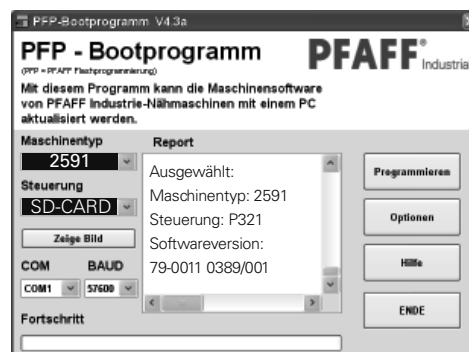 PFP-Bootprogramm V4.3a
PFP - Bootprogramm
(PFP = PFAFF Flashprogrammierung)
PFAFF®
Industrial
Mit diesem Programm kann die Maschinensoftware
von PFAFF Industrie-Nähmaschinen mit einem PC
aktualisiert werden.
Maschinentyp
2591
Steuerung
SD-CARD
Zeige Bild
COM BAUD
COM1 57600
Report
Ausgewählt:
Maschinentyp: 2591
Steuerung: P321
Softwareversion:
79-0011 0389/001
Programmieren
Optionen
Hilfe
ENDE
Fortschritt